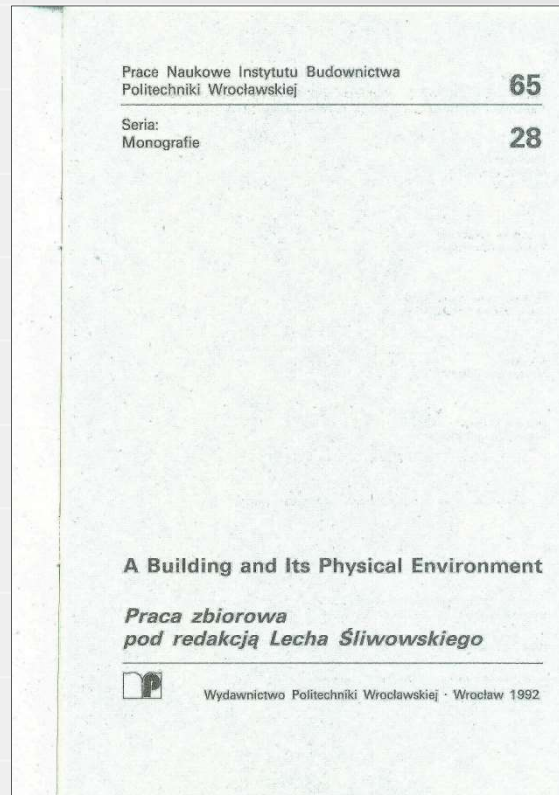 Prace Naukowe Instytutu Budownictwa
Politechniki Wrocławskiej 65
Seria:
Monografie 28
A Building and Its Physical Environment
Praca zbiorowa
pod redakcją Lecha Śliwowskiego
Wydawnictwo Politechniki Wrocławskiej · Wrocław 1992